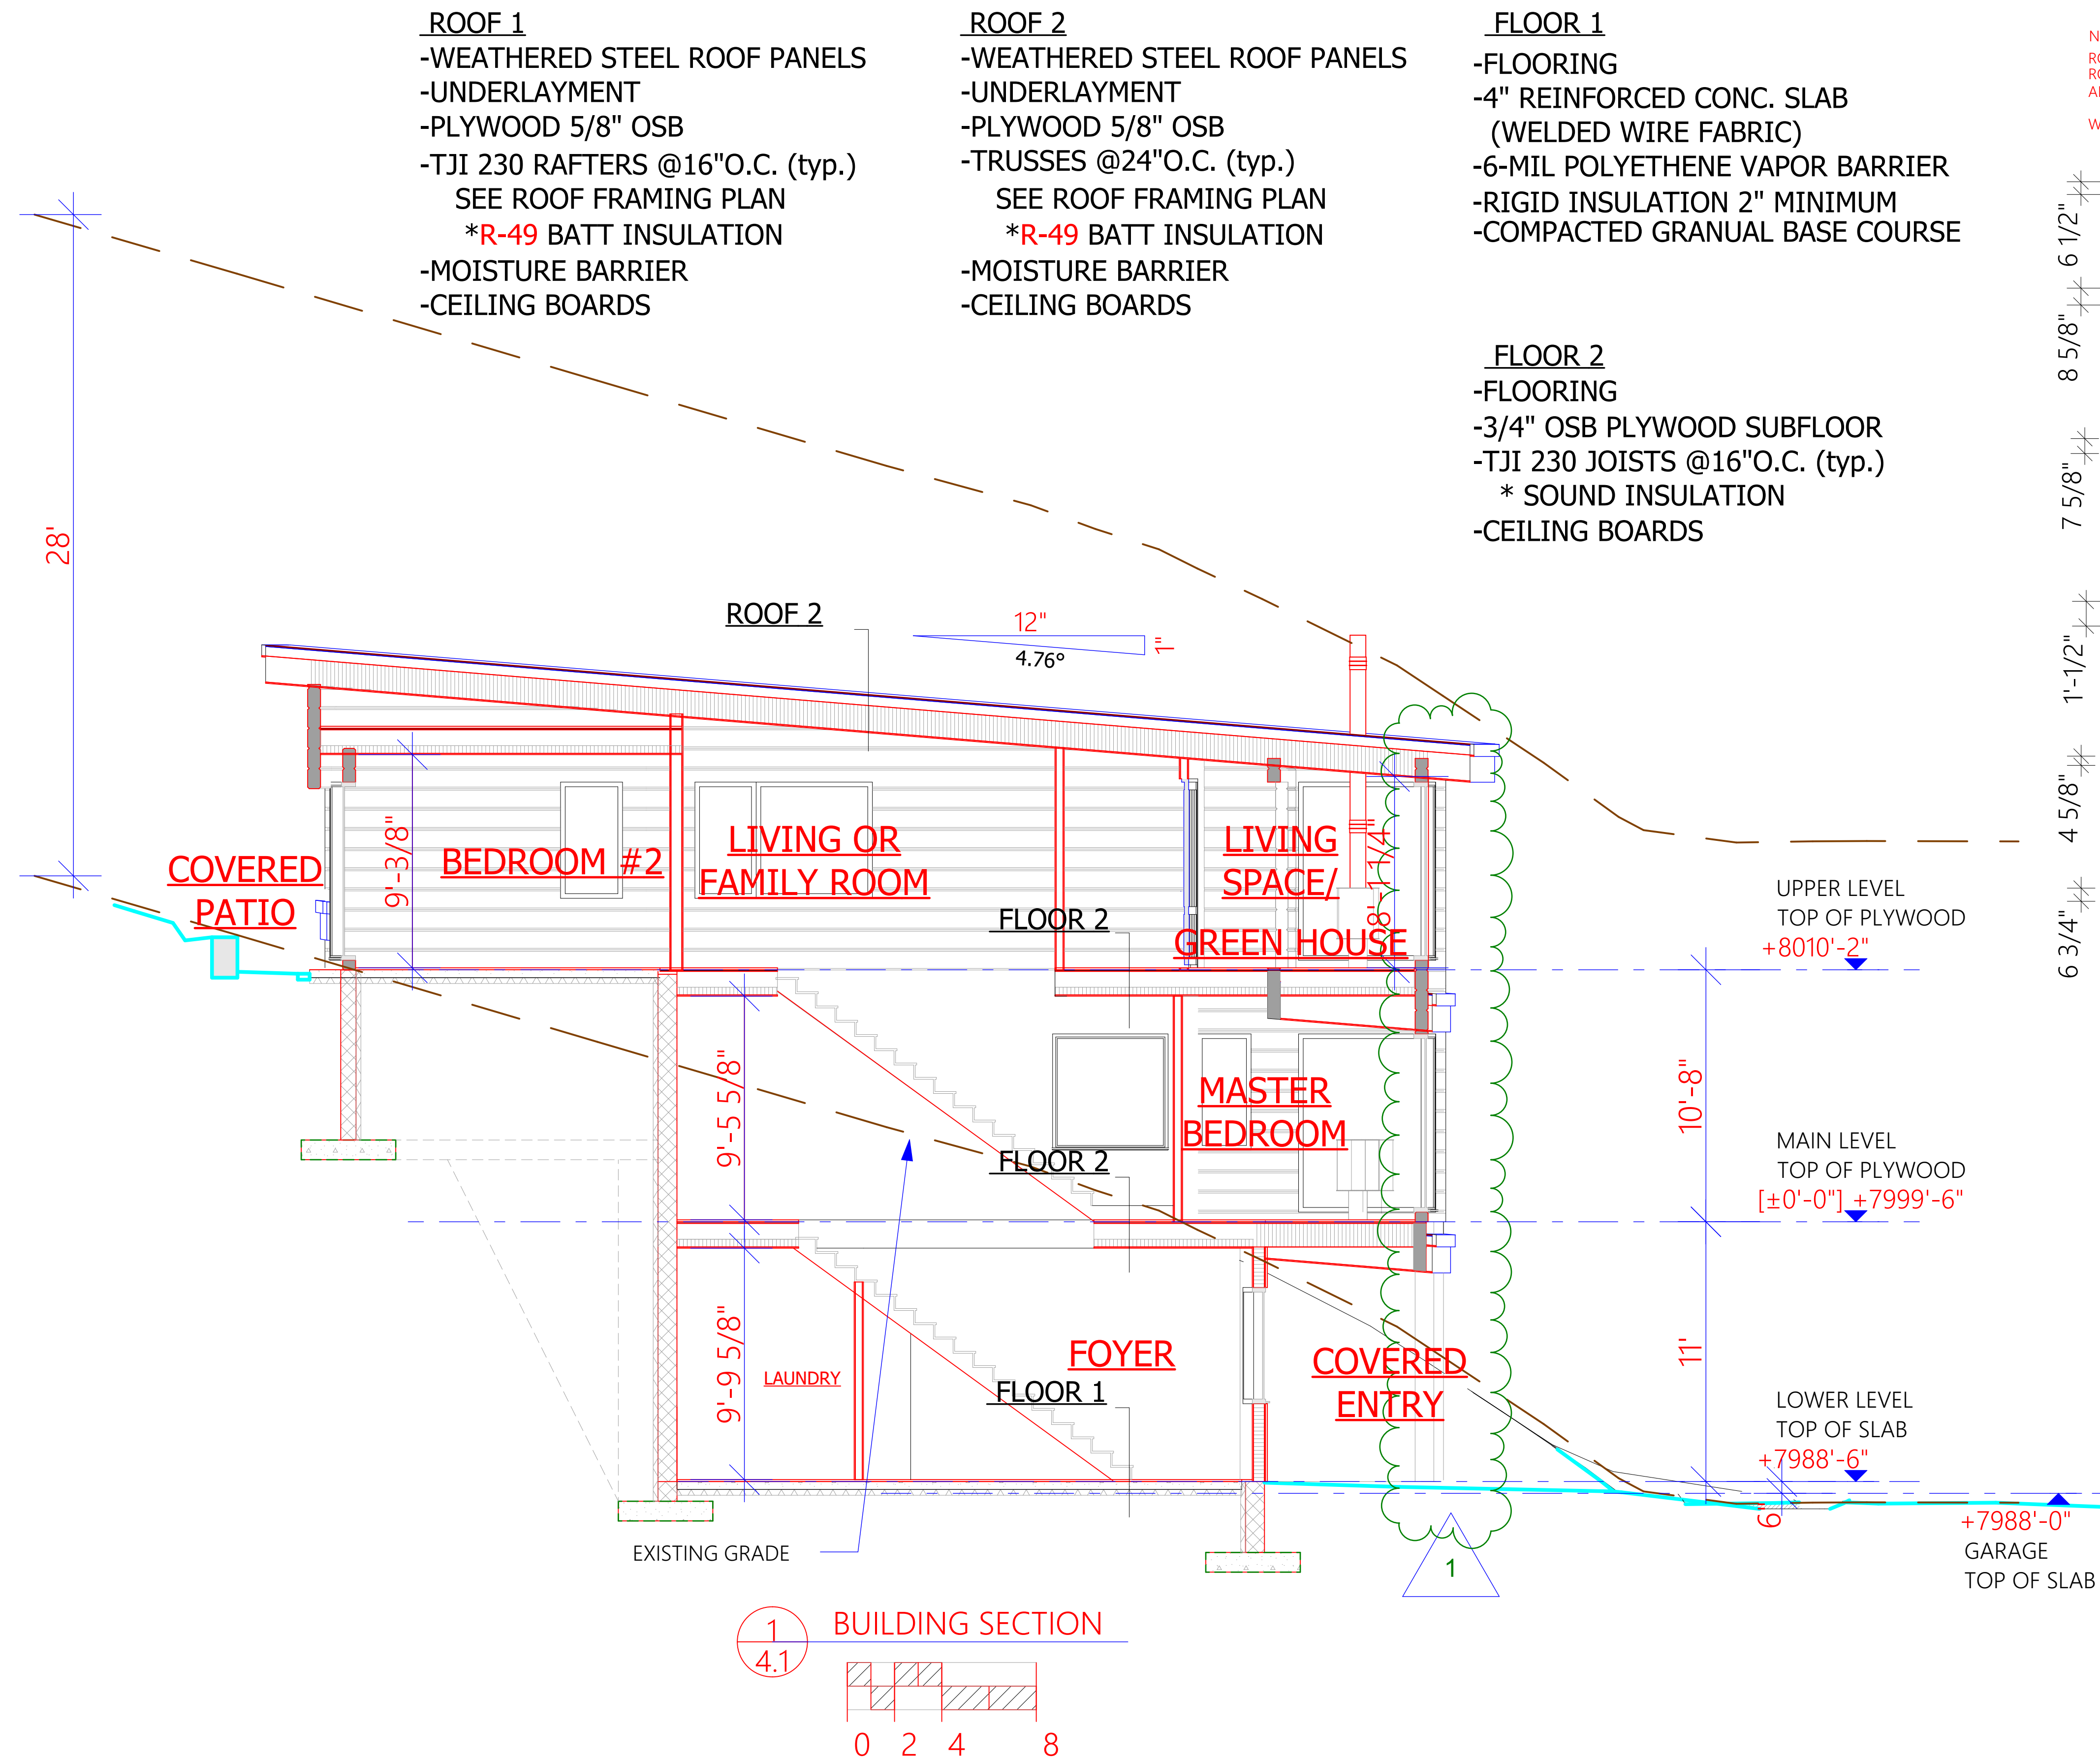 ROOF 1
-WEATHERED STEEL ROOF PANELS
-UNDERLAYMENT
-PLYWOOD 5/8" OSB
-TJI 230 RAFTERS @16"O.C. (typ.)
SEE ROOF FRAMING PLAN
*R-49 BATT INSULATION
-MOISTURE BARRIER
-CEILING BOARDS
ROOF 2
-WEATHERED STEEL ROOF PANELS
-UNDERLAYMENT
-PLYWOOD 5/8" OSB
-TRUSSES @24"O.C. (typ.)
SEE ROOF FRAMING PLAN
*R-49 BATT INSULATION
-MOISTURE BARRIER
-CEILING BOARDS
FLOOR 1
-FLOORING
-4" REINFORCED CONC. SLAB
(WELDED WIRE FABRIC)
-6-MIL POLYETHENE VAPOR BARRIER
-RIGID INSULATION 2" MINIMUM
-COMPACTED GRANUAL BASE COURSE
FLOOR 2
-FLOORING
-3/4" OSB PLYWOOD SUBFLOOR
-TJI 230 JOISTS @16"O.C. (typ.)
* SOUND INSULATION
-CEILING BOARDS
6 1/2"
8 5/8"
7 5/8"
1'-1/2"
4 5/8"
6 3/4"
28'
ROOF 2
12"
1"
4.76°
COVERED
PATIO
9'-3/8"
BEDROOM #2
LIVING OR
FAMILY ROOM
LIVING
SPACE/
GREEN HOUSE
8'-1 1/4"
FLOOR 2
UPPER LEVEL
TOP OF PLYWOOD
+8010'-2"
9'-5 5/8"
MASTER
BEDROOM
FLOOR 2
10'-8"
MAIN LEVEL
TOP OF PLYWOOD
[±0'-0"] +7999'-6"
9'-9 5/8"
LAUNDRY
FOYER
FLOOR 1
COVERED
ENTRY
11'
LOWER LEVEL
TOP OF SLAB
+7988'-6"
6"
+7988'-0"
GARAGE
TOP OF SLAB
EXISTING GRADE
1
1
4.1
BUILDING SECTION
0 2 4 8